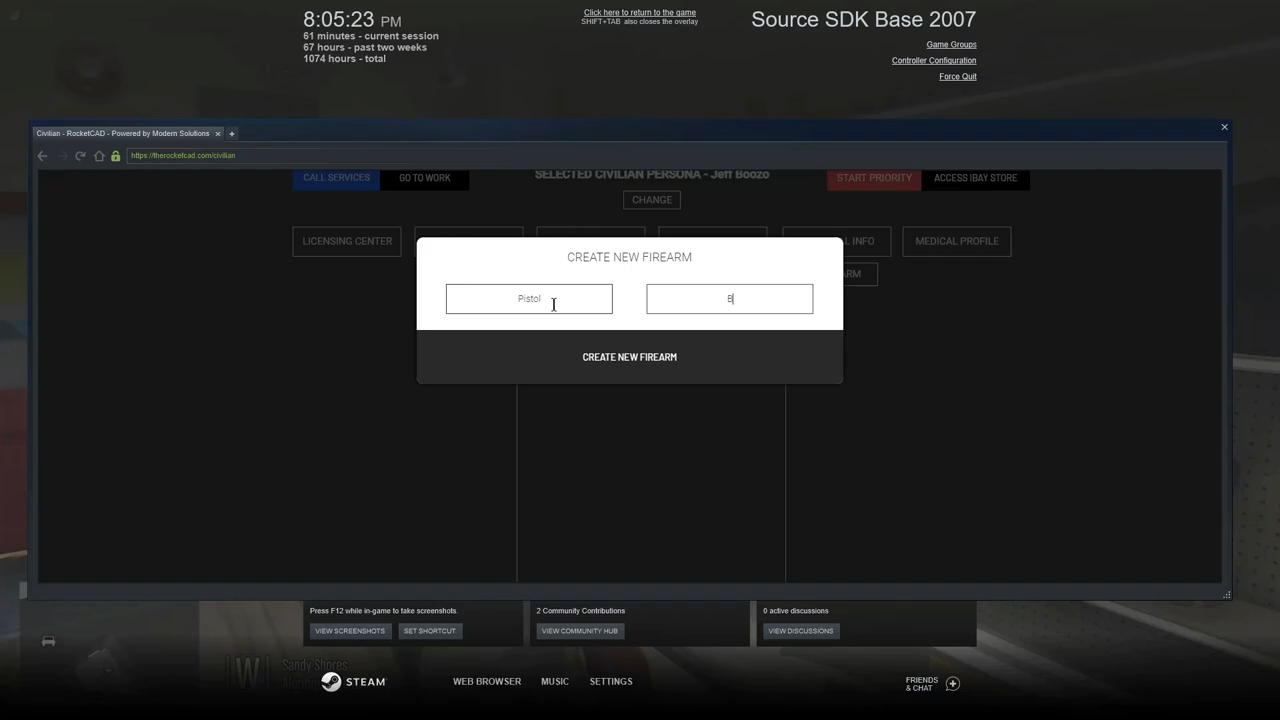 8:05:23 PM
61 minutes - current session
67 hours - past two weeks
1074 hours - total
Click here to return to the game
SHIFT+TAB also closes the overlay
Source SDK Base 2007
Game Groups
Controller Configuration
Force Quit
Civilian - RocketCAD - Powered by Modern Solutions
https://therocketcad.com/civilian
CALL SERVICES
GO TO WORK
SELECTED CIVILIAN PERSONA - Jeff Boozo
START PRIORITY
ACCESS IBAY STORE
CHANGE
LICENSING CENTER
L INFO
MEDICAL PROFILE
ARM
CREATE NEW FIREARM
Pistol
B
CREATE NEW FIREARM
Press F12 while in-game to take screenshots.
VIEW SCREENSHOTS
SET SHORTCUT
2 Community Contributions
VIEW COMMUNITY HUB
0 active discussions
VIEW DISCUSSIONS
W
Sandy Shores
STEAM
WEB BROWSER
MUSIC
SETTINGS
FRIENDS
& CHAT